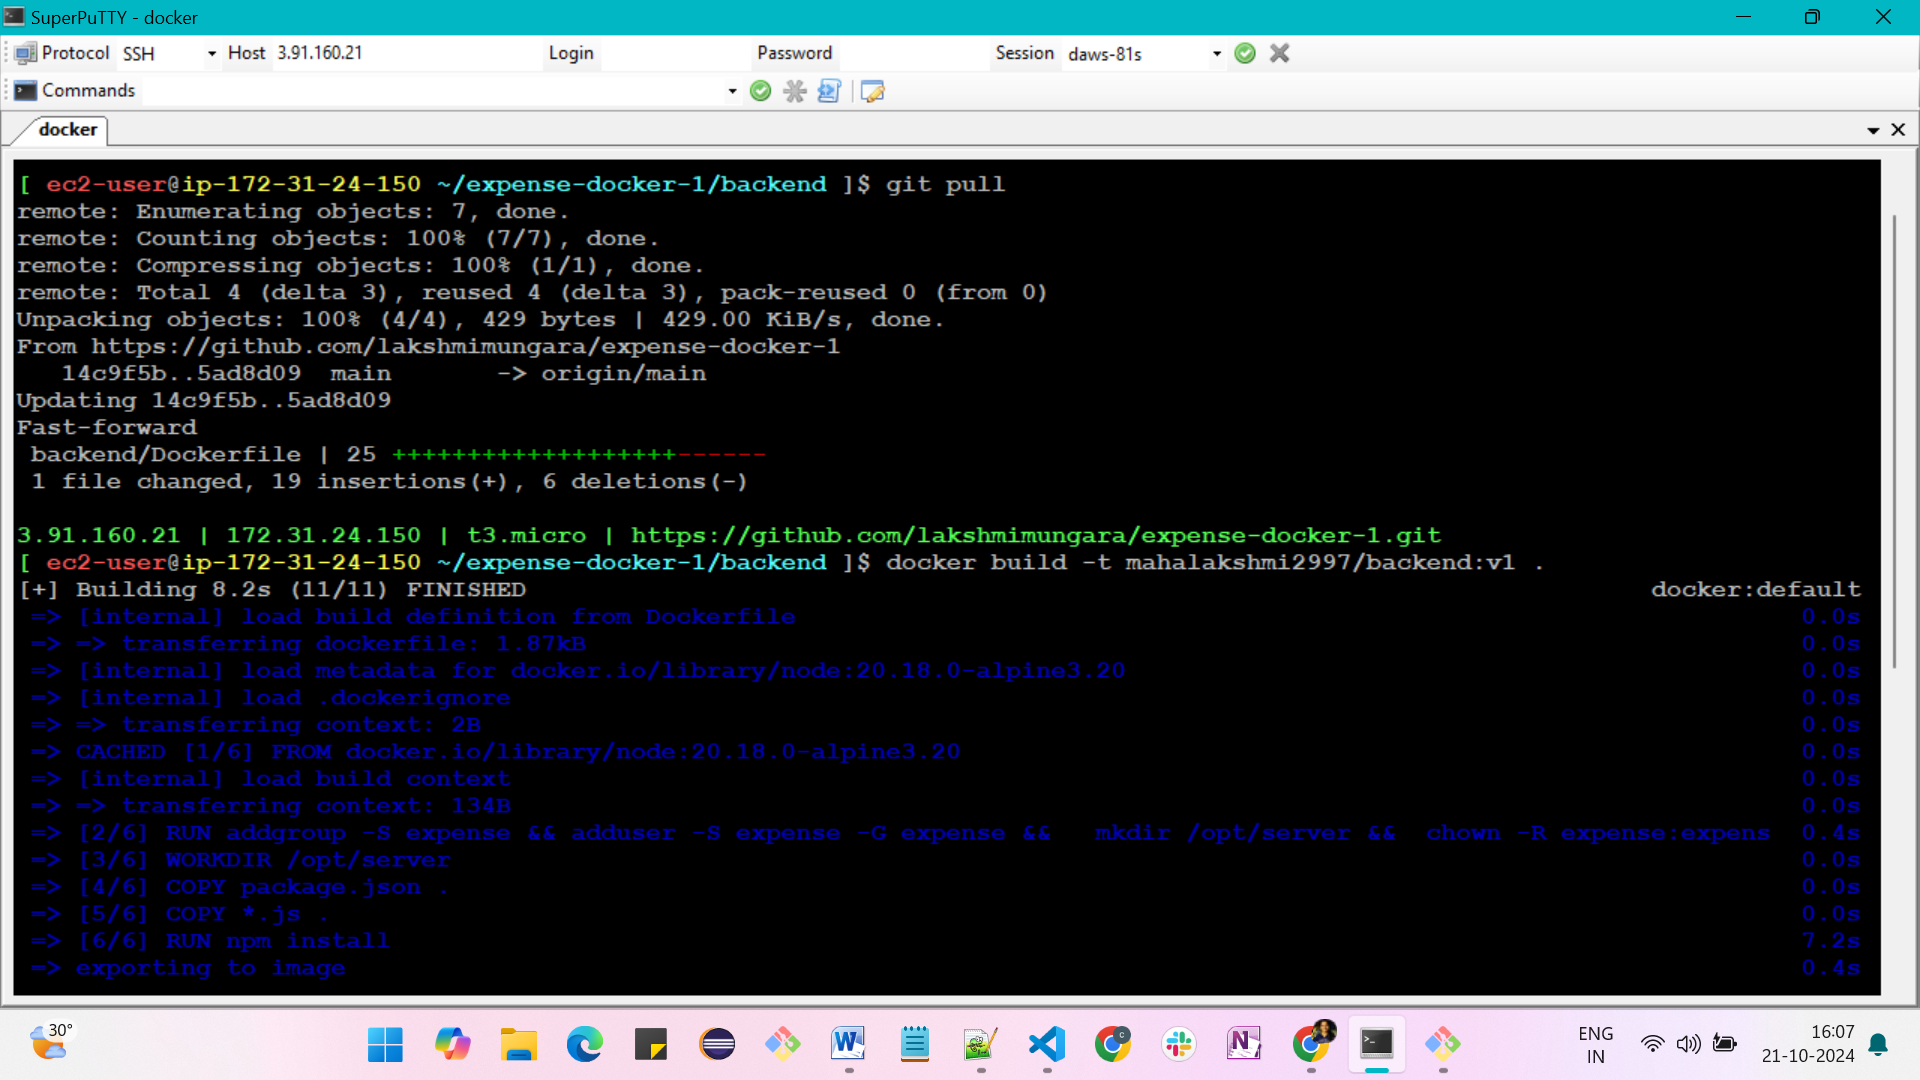 SuperPuTTY - docker
Protocol SSH Host 3.91.160.21 Login Password Session daws-81s
Commands
docker
[ ec2-user@ip-172-31-24-150 ~/expense-docker-1/backend ]$ git pull
remote: Enumerating objects: 7, done.
remote: Counting objects: 100% (7/7), done.
remote: Compressing objects: 100% (1/1), done.
remote: Total 4 (delta 3), reused 4 (delta 3), pack-reused 0 (from 0)
Unpacking objects: 100% (4/4), 429 bytes | 429.00 KiB/s, done.
From https://github.com/lakshmimungara/expense-docker-1
   14c9f5b..5ad8d09  main       -> origin/main
Updating 14c9f5b..5ad8d09
Fast-forward
 backend/Dockerfile | 25 +++++++++++++++++++------
 1 file changed, 19 insertions(+), 6 deletions(-)
3.91.160.21 | 172.31.24.150 | t3.micro | https://github.com/lakshmimungara/expense-docker-1.git
[ ec2-user@ip-172-31-24-150 ~/expense-docker-1/backend ]$ docker build -t mahalakshmi2997/backend:v1 .
[+] Building 8.2s (11/11) FINISHED docker:default
=> [internal] load build definition from Dockerfile 0.0s
=> => transferring dockerfile: 1.87kB 0.0s
=> [internal] load metadata for docker.io/library/node:20.18.0-alpine3.20 0.0s
=> [internal] load .dockerignore 0.0s
=> => transferring context: 2B 0.0s
=> CACHED [1/6] FROM docker.io/library/node:20.18.0-alpine3.20 0.0s
=> [internal] load build context 0.0s
=> => transferring context: 134B 0.0s
=> [2/6] RUN addgroup -S expense && adduser -S expense -G expense &&   mkdir /opt/server &&  chown -R expense:expens 0.4s
=> [3/6] WORKDIR /opt/server 0.0s
=> [4/6] COPY package.json . 0.0s
=> [5/6] COPY *.js . 0.0s
=> [6/6] RUN npm install 7.2s
=> exporting to image 0.4s
30°
ENG
IN
16:07
21-10-2024